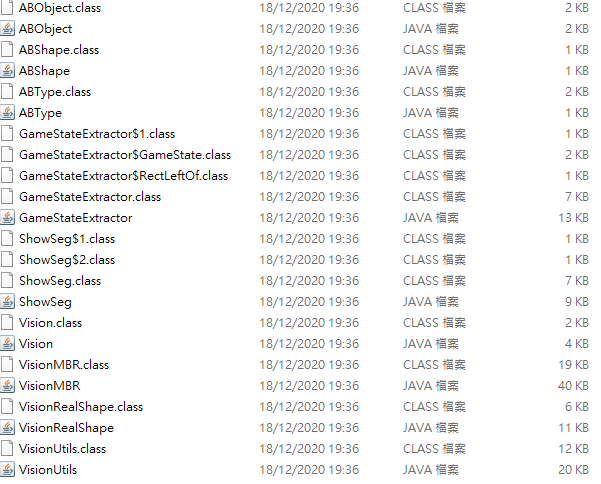 ABObject.class 18/12/2020 19:36 CLASS 檔案 2 KB
ABObject 18/12/2020 19:36 JAVA 檔案 2 KB
ABShape.class 18/12/2020 19:36 CLASS 檔案 1 KB
ABShape 18/12/2020 19:36 JAVA 檔案 1 KB
ABType.class 18/12/2020 19:36 CLASS 檔案 2 KB
ABType 18/12/2020 19:36 JAVA 檔案 1 KB
GameStateExtractor$1.class 18/12/2020 19:36 CLASS 檔案 1 KB
GameStateExtractor$GameState.class 18/12/2020 19:36 CLASS 檔案 2 KB
GameStateExtractor$RectLeftOf.class 18/12/2020 19:36 CLASS 檔案 1 KB
GameStateExtractor.class 18/12/2020 19:36 CLASS 檔案 7 KB
GameStateExtractor 18/12/2020 19:36 JAVA 檔案 13 KB
ShowSeg$1.class 18/12/2020 19:36 CLASS 檔案 1 KB
ShowSeg$2.class 18/12/2020 19:36 CLASS 檔案 1 KB
ShowSeg.class 18/12/2020 19:36 CLASS 檔案 7 KB
ShowSeg 18/12/2020 19:36 JAVA 檔案 9 KB
Vision.class 18/12/2020 19:36 CLASS 檔案 2 KB
Vision 18/12/2020 19:36 JAVA 檔案 4 KB
VisionMBR.class 18/12/2020 19:36 CLASS 檔案 19 KB
VisionMBR 18/12/2020 19:36 JAVA 檔案 40 KB
VisionRealShape.class 18/12/2020 19:36 CLASS 檔案 6 KB
VisionRealShape 18/12/2020 19:36 JAVA 檔案 11 KB
VisionUtils.class 18/12/2020 19:36 CLASS 檔案 12 KB
VisionUtils 18/12/2020 19:36 JAVA 檔案 20 KB